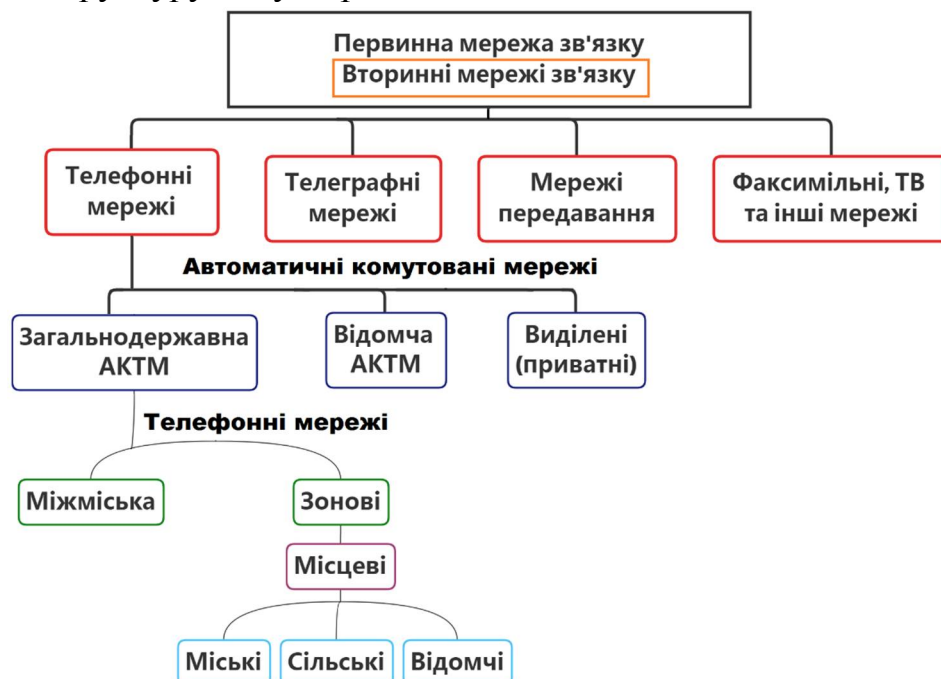 Первинна мережа зв'язку
Вторинні мережі зв'язку
Телефонні
мережі
Телеграфні
мережі
Мережі
передавання
Факсимільні, ТВ
та інші мережі
Автоматичні комутовані мережі
Загальнодержавна
АКТМ
Відомча
АКТМ
Виділені
(приватні)
Телефонні мережі
Міжміська
Зонові
Місцеві
Міські
Сільські
Відомчі